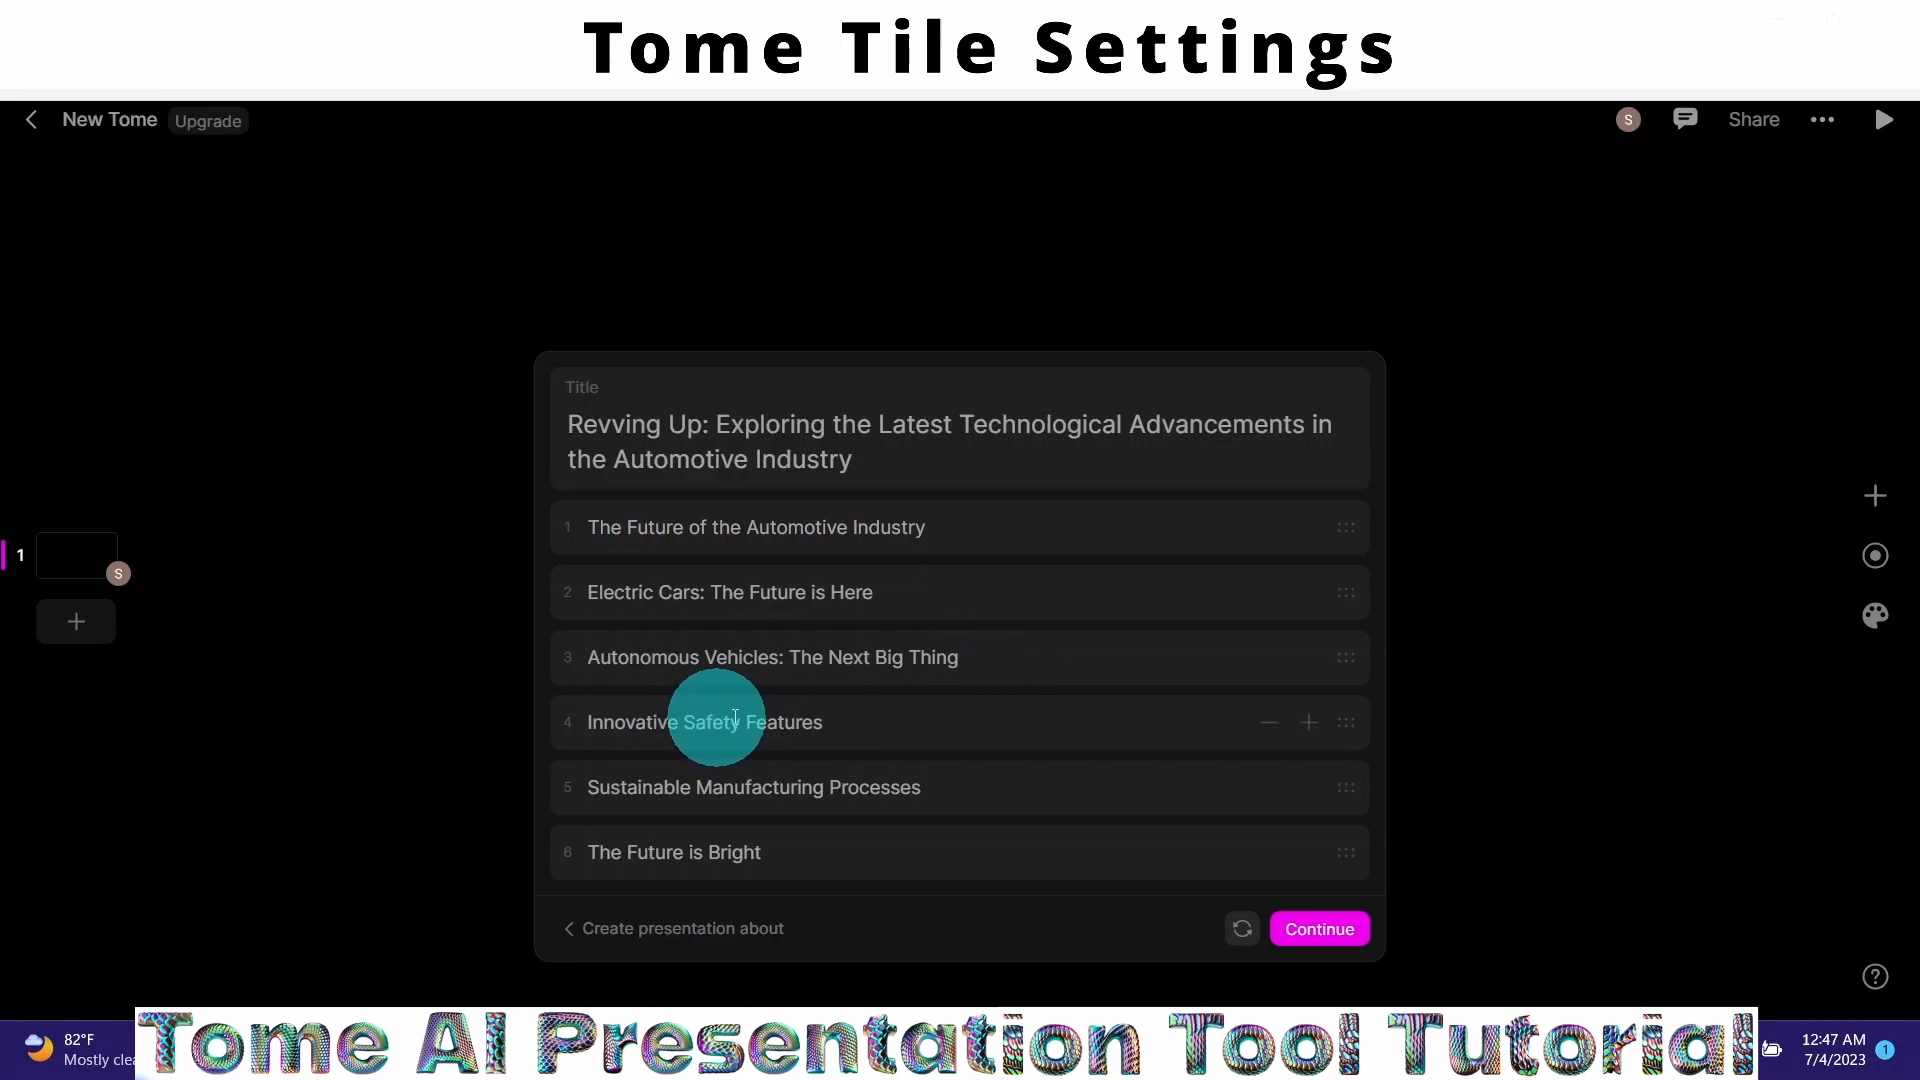 Tome Tile Settings
New Tome Upgrade
S Share
Title
Revving Up: Exploring the Latest Technological Advancements in
the Automotive Industry
1 The Future of the Automotive Industry
2 Electric Cars: The Future is Here
1 S
3 Autonomous Vehicles: The Next Big Thing
4 Innovative Safety Features
5 Sustainable Manufacturing Processes
6 The Future is Bright
Create presentation about Continue
82°F
Mostly clea
Tome AI Presentation Tool Tutorial
12:47 AM
7/4/2023
1